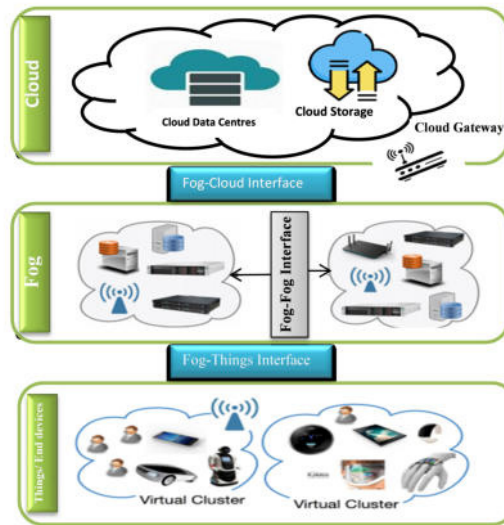 Cloud
Cloud Data Centres
Cloud Storage
Cloud Gateway
Fog-Cloud Interface
Fog
Fog-Fog Interface
Fog-Things Interface
Things/ End devices
Virtual Cluster
Virtual Cluster